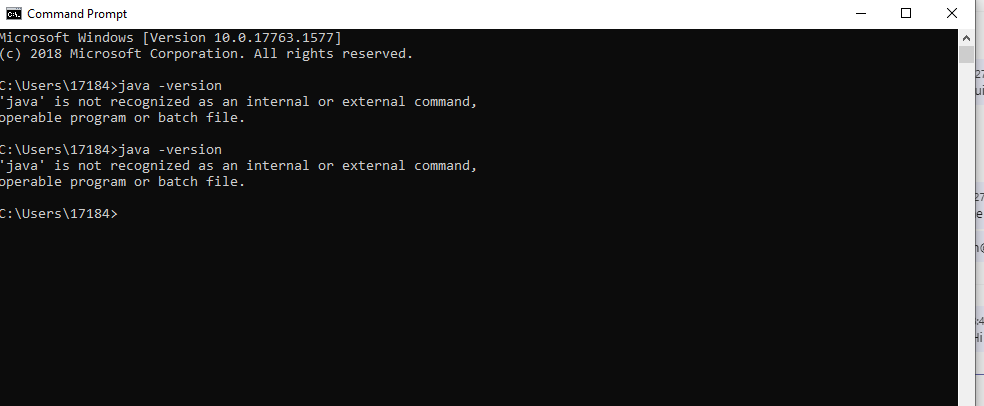 Command Prompt
Microsoft Windows [Version 10.0.17763.1577]
(c) 2018 Microsoft Corporation. All rights reserved.
C:\Users\17184>java -version
'java' is not recognized as an internal or external command,
operable program or batch file.
C:\Users\17184>java -version
'java' is not recognized as an internal or external command,
operable program or batch file.
C:\Users\17184>